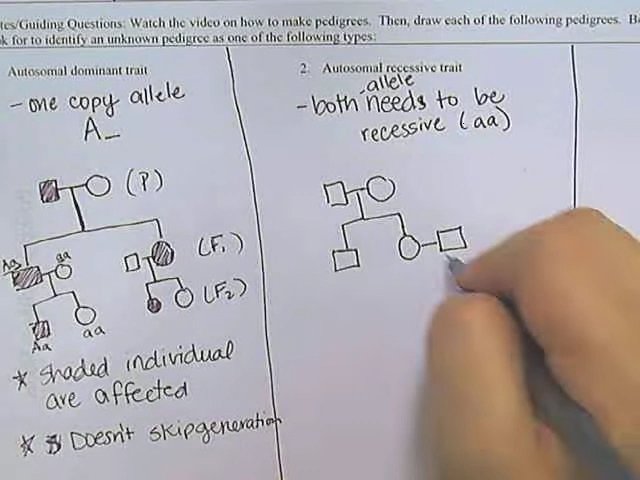 tes/Guiding Questions: Watch the video on how to make pedigrees. Then, draw each of the following pedigrees.
k for to identify an unknown pedigree as one of the following types:
Autosomal dominant trait
- one copy allele
A_
(P)
(F₁)
Aa
aa
(F₂)
Aa
aa
* Shaded individual
are affected
* Doesn't skip generation
2. Autosomal recessive trait
allele
- both needs to be
recessive (aa)